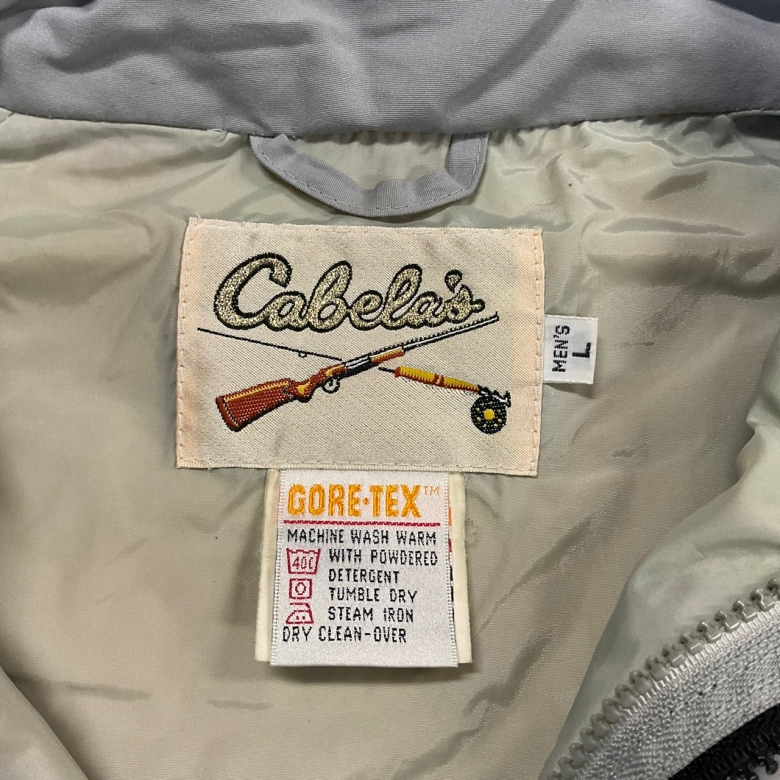 Cabela's
MEN'S
L
GORE-TEX™
MACHINE WASH WARM
40C WITH POWDERED
DETERGENT
TUMBLE DRY
STEAM IRON
DRY CLEAN-OVER